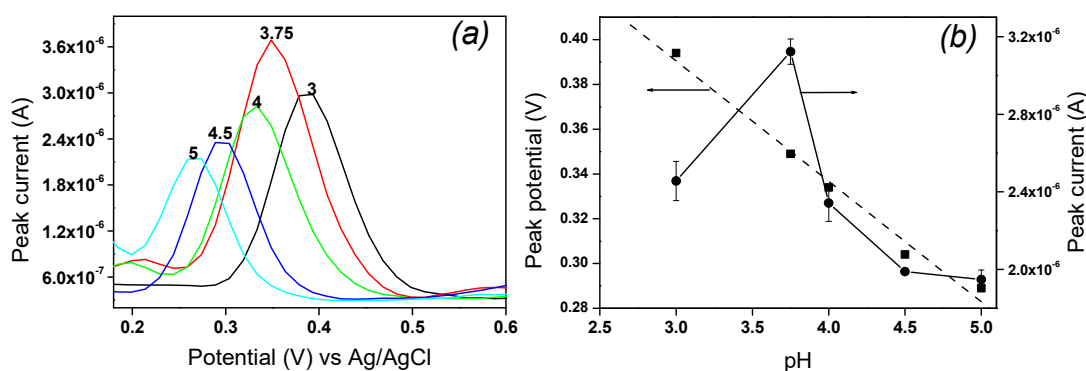 (a)
3.75
3
4
4.5
5
3.6x10⁻⁶
3.0x10⁻⁶
2.4x10⁻⁶
1.8x10⁻⁶
1.2x10⁻⁶
6.0x10⁻⁷
Peak current (A)
0.2 0.3 0.4 0.5 0.6
Potential (V) vs Ag/AgCl
(b)
0.40
0.38
0.36
0.34
0.32
0.30
0.28
Peak potential (V)
3.2x10⁻⁶
2.8x10⁻⁶
2.4x10⁻⁶
2.0x10⁻⁶
Peak current (A)
2.5 3.0 3.5 4.0 4.5 5.0
pH